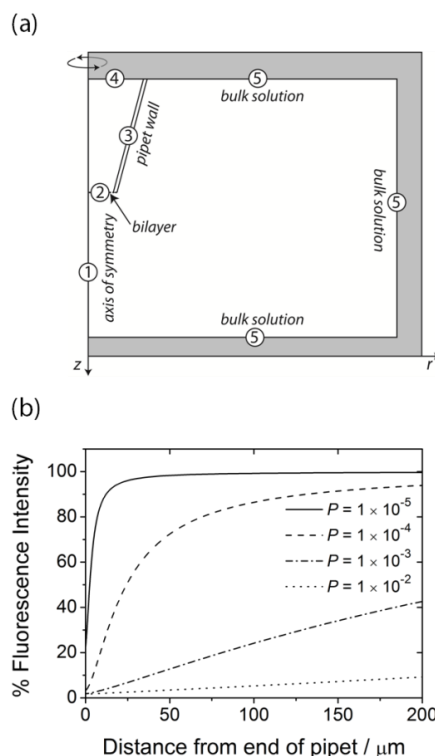 (a)
4
5
bulk solution
3
pipet wall
2
bilayer
5
bulk solution
1
axis of symmetry
bulk solution
5
z
r
(b)
% Fluorescence Intensity
100
80
60
40
20
0
P = 1 × 10⁻⁵
P = 1 × 10⁻⁴
P = 1 × 10⁻³
P = 1 × 10⁻²
0 50 100 150 200
Distance from end of pipet / μm